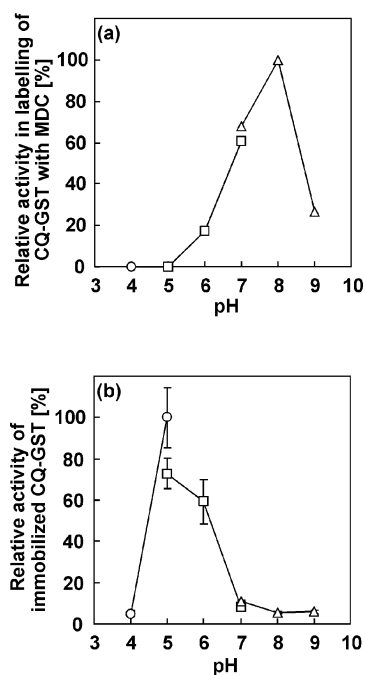 (a)
Relative activity in labelling of
CQ-GST with MDC [%]
100
80
60
40
20
0
3 4 5 6 7 8 9 10
pH
(b)
Relative activity of
immobilized CQ-GST [%]
100
80
60
40
20
0
3 4 5 6 7 8 9 10
pH